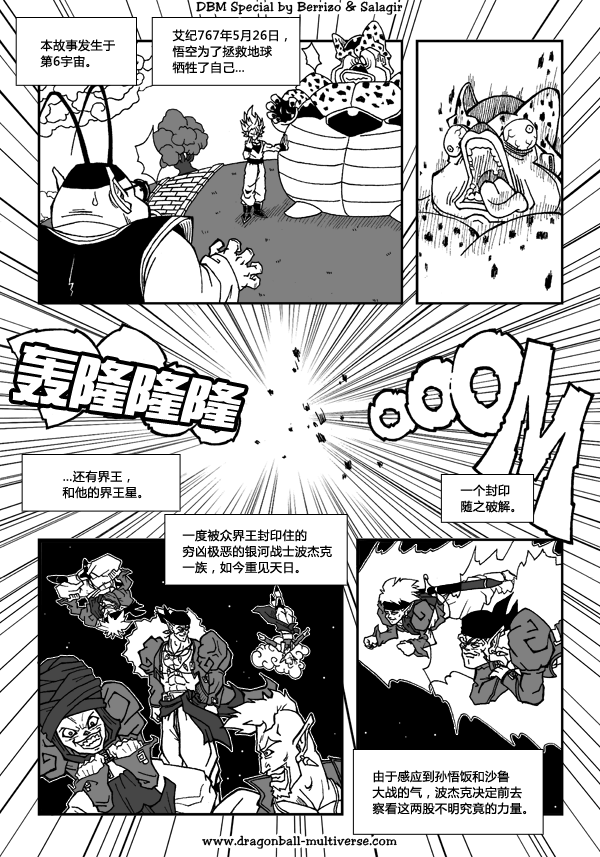 DBM Special by Berrizo & Salagir
本故事发生于
第6宇宙。
艾纪767年5月26日，
悟空为了拯救地球
牺牲了自己...
轰隆隆隆
OOOOM
...还有界王，
和他的界王星。
一个封印
随之破解。
一度被众界王封印住的
穷凶极恶的银河战士波杰克
一族，如今重见天日。
由于感应到孙悟饭和沙鲁
大战的气，波杰克决定前去
察看这两股不明究竟的力量。
www.dragonball-multiverse.com